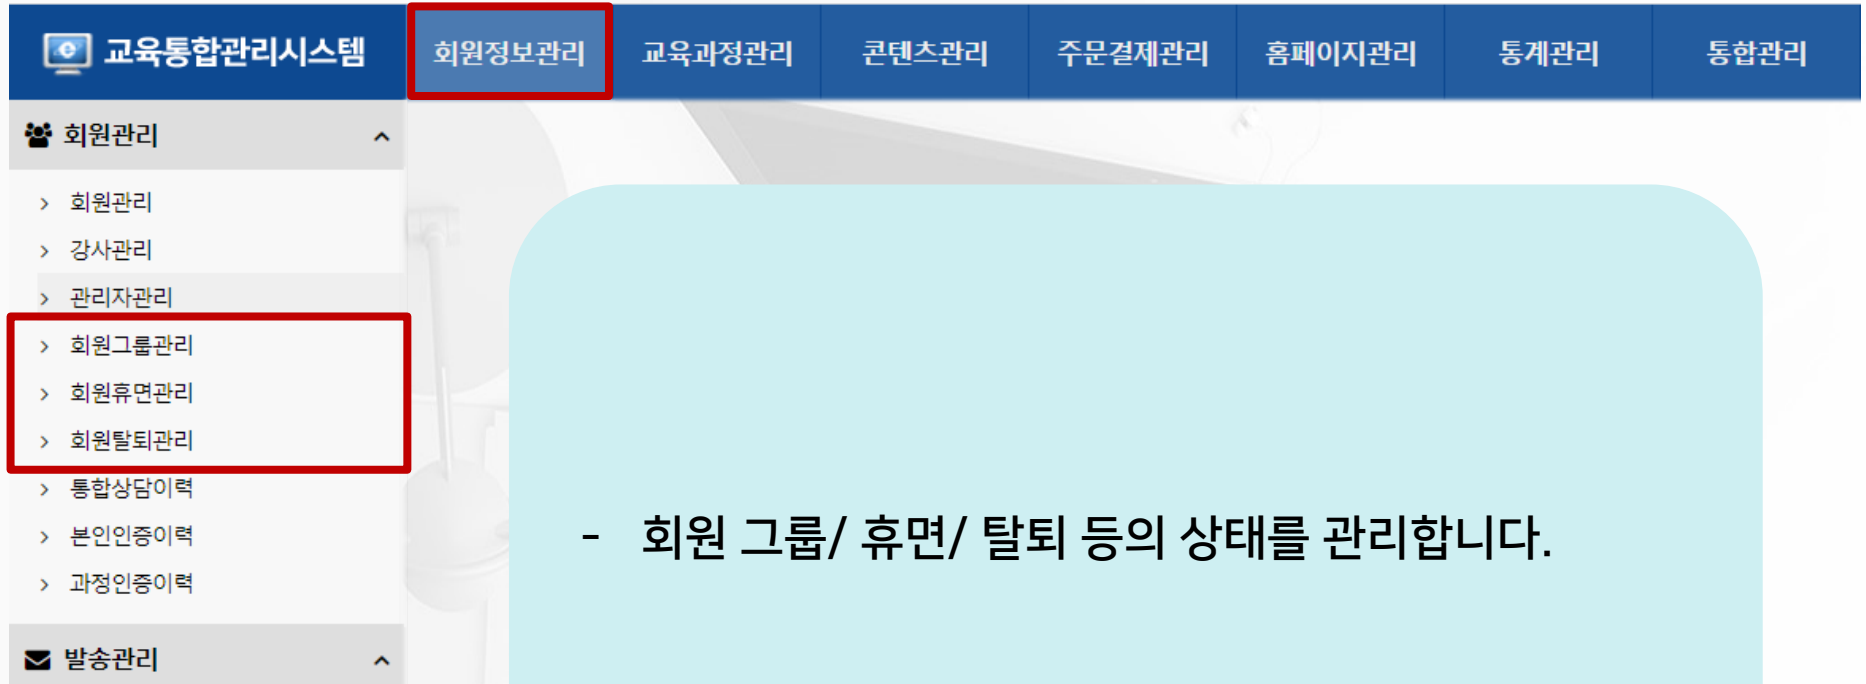 교육통합관리시스템 회원정보관리 교육과정관리 콘텐츠관리 주문결제관리 홈페이지관리 통계관리 통합관리
회원관리
> 회원관리
> 강사관리
> 관리자관리
> 회원그룹관리
> 회원휴면관리
> 회원탈퇴관리
> 통합상담이력
> 본인인증이력
> 과정인증이력
발송관리
- 회원 그룹/ 휴면/ 탈퇴 등의 상태를 관리합니다.